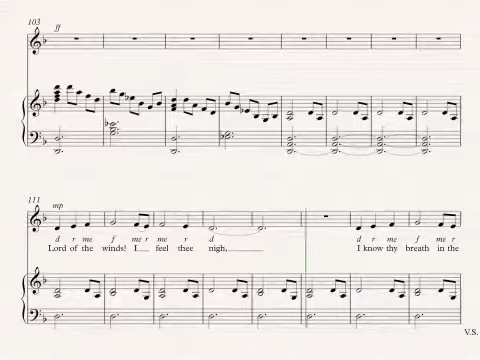 103
ff
111
mp
d r me f me r me r d d r me f me r
Lord of the winds! I feel thee nigh, I know thy breath in the
V.S.